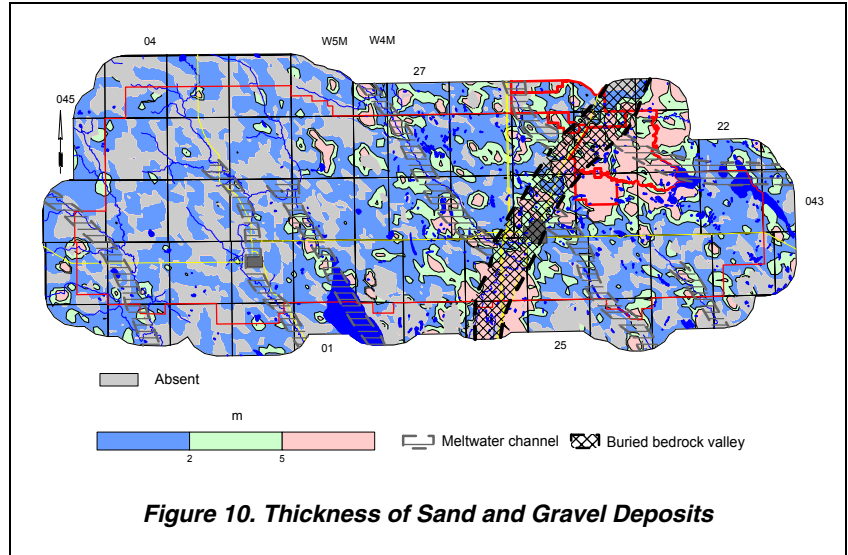 04
W5M W4M
27
045
22
043
01
25
Absent
m
2 5
Meltwater channel
Buried bedrock valley
Figure 10. Thickness of Sand and Gravel Deposits